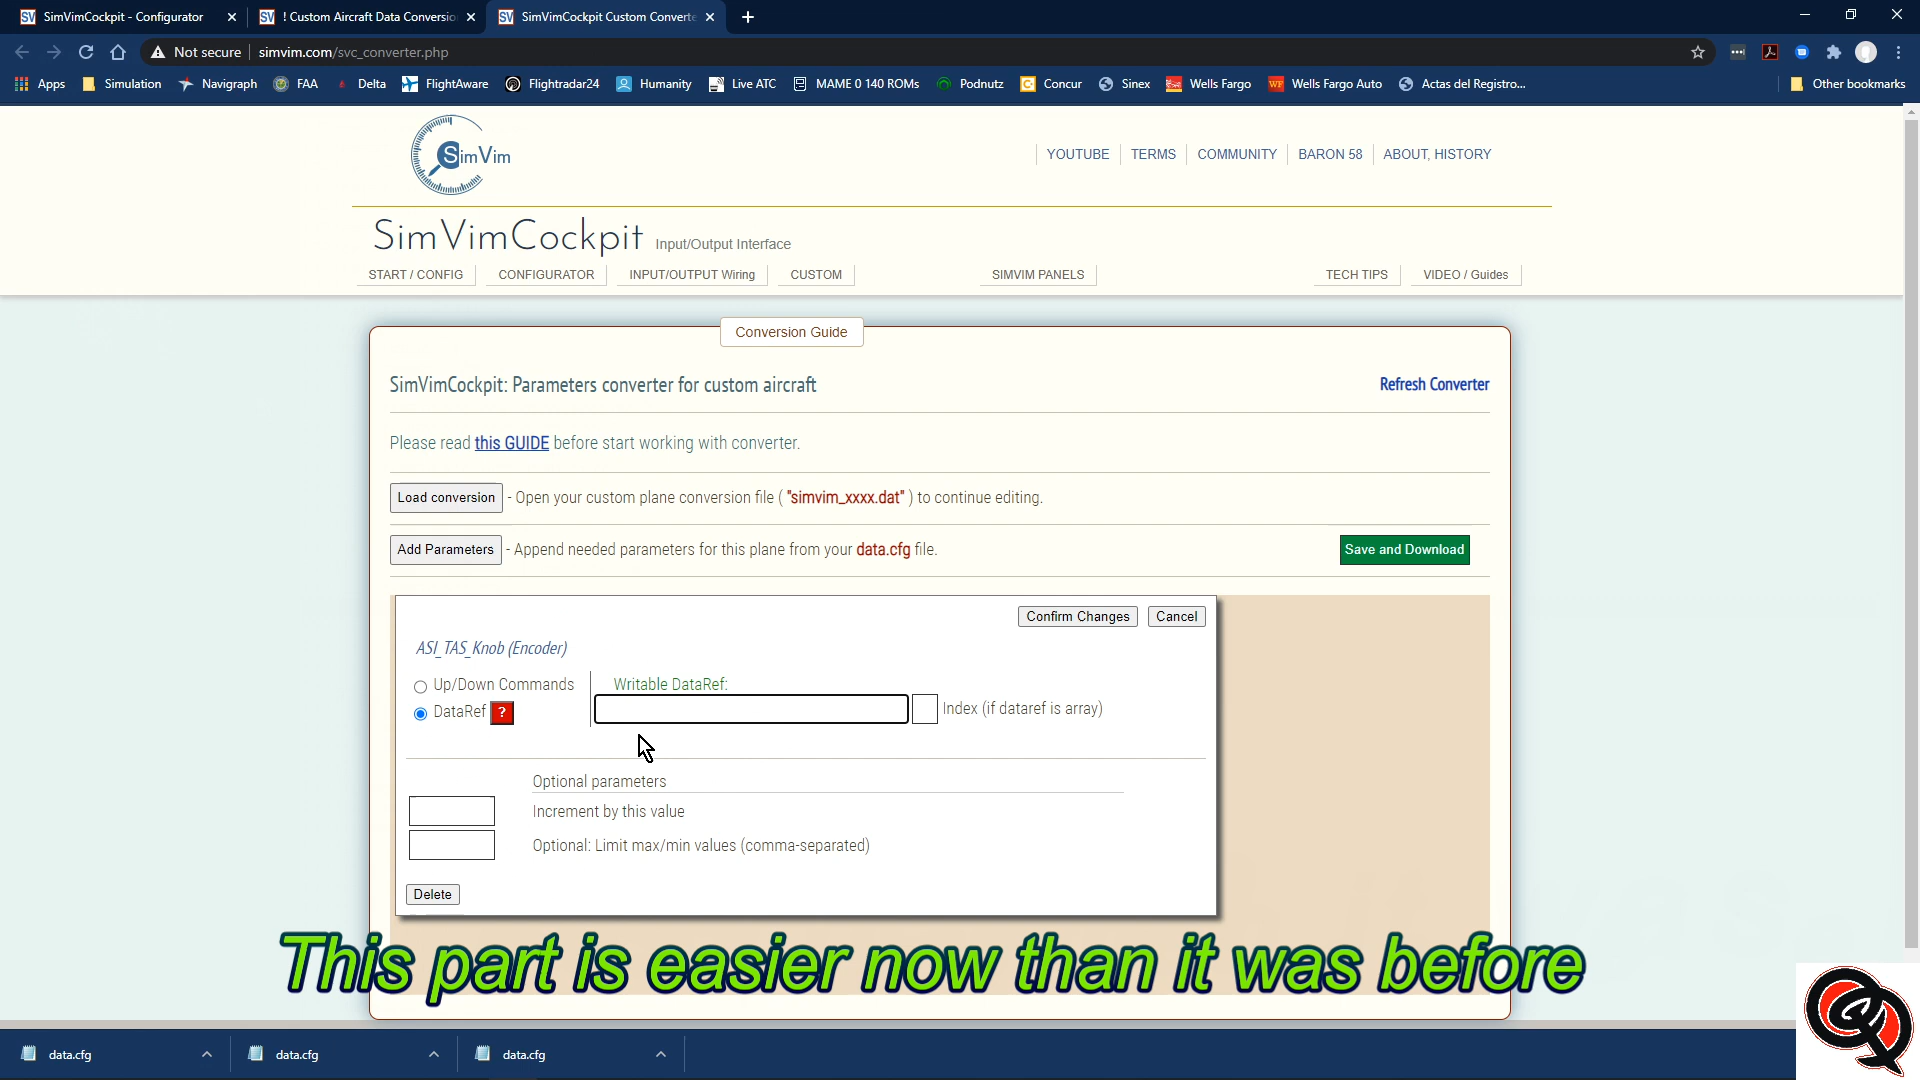 SimVimCockpit - Configurator
! Custom Aircraft Data Conversio
SimVimCockpit Custom Converte
Not secure
simvim.com/svc_converter.php
Apps
Simulation
Navigraph
FAA
Delta
FlightAware
Flightradar24
Humanity
Live ATC
MAME 0 140 ROMs
Podnutz
Concur
Sinex
Wells Fargo
Wells Fargo Auto
Actas del Registro...
Other bookmarks
SimVim
YOUTUBE
TERMS
COMMUNITY
BARON 58
ABOUT, HISTORY
SimVimCockpit Input/Output Interface
START / CONFIG
CONFIGURATOR
INPUT/OUTPUT Wiring
CUSTOM
SIMVIM PANELS
TECH TIPS
VIDEO / Guides
Conversion Guide
SimVimCockpit: Parameters converter for custom aircraft
Refresh Converter
Please read this GUIDE before start working with converter.
Load conversion - Open your custom plane conversion file ( "simvim_xxxx.dat" ) to continue editing.
Add Parameters - Append needed parameters for this plane from your data.cfg file.
Save and Download
Confirm Changes
Cancel
ASI_TAS_Knob (Encoder)
Up/Down Commands
Writable DataRef:
DataRef ?
Index (if dataref is array)
Optional parameters
Increment by this value
Optional: Limit max/min values (comma-separated)
Delete
This part is easier now than it was before
data.cfg
data.cfg
data.cfg